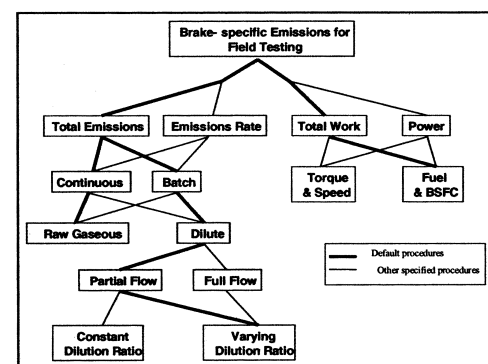 Brake- specific Emissions for
Field Testing
Total Emissions
Emissions Rate
Total Work
Power
Continuous
Batch
Torque
& Speed
Fuel
& BSFC
Raw Gaseous
Dilute
Default procedures
Other specified procedures
Partial Flow
Full Flow
Constant
Dilution Ratio
Varying
Dilution Ratio